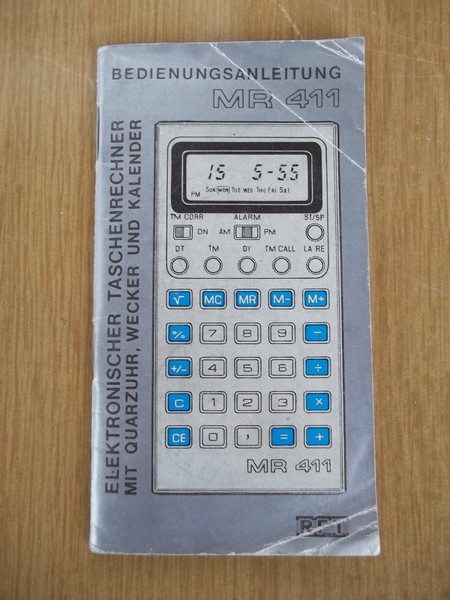 BEDIENUNGSANLEITUNG
MR 411
ELEKTRONISCHER TASCHENRECHNER
MIT QUARZUHR, WECKER UND KALENDER
15 5-55
PM
SUN MON TUE WED THU FRI SAT
TM CORR ALARM ST/SP
ON AM PM
DT TM DY TM CALL LA RE
√ MC MR M- M+
% 7 8 9 -
+/- 4 5 6 ÷
C 1 2 3 ×
CE 0 , = +
MR 411
RFT